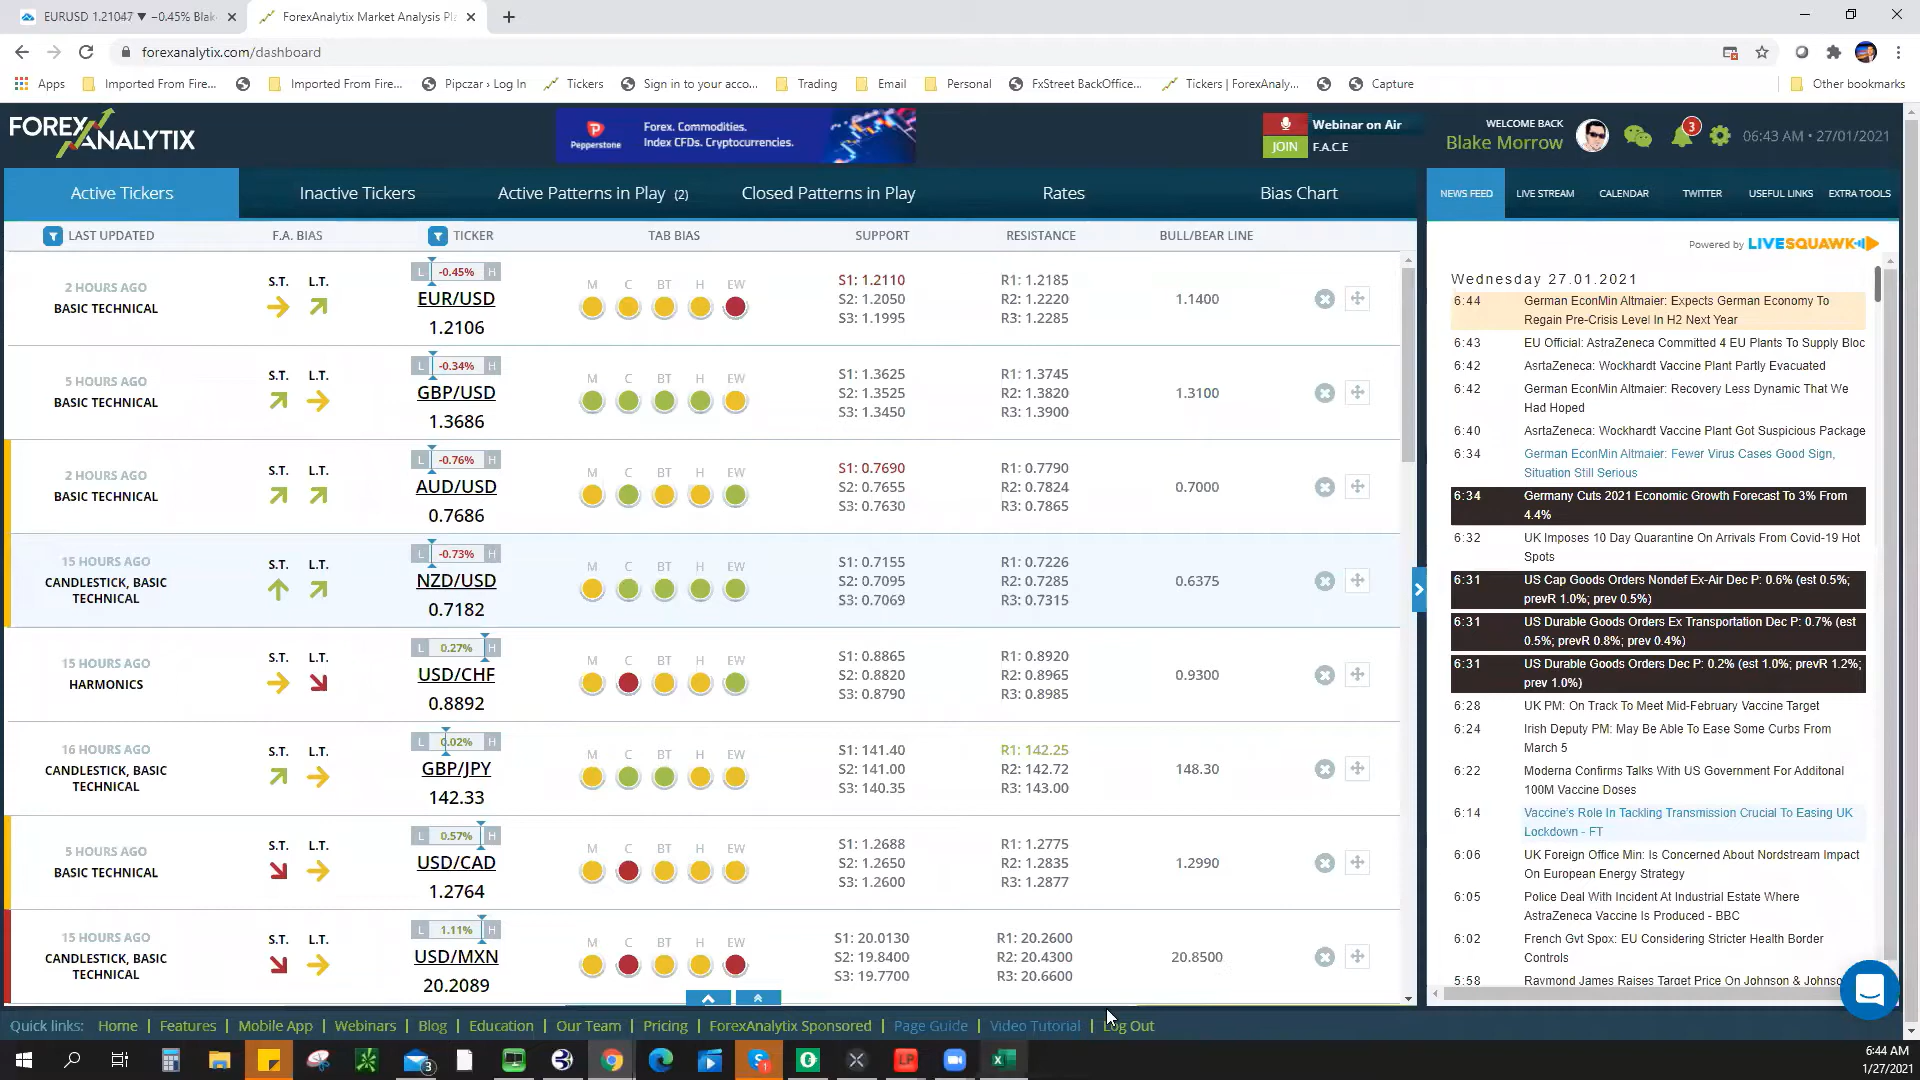 EURUSD 1.21047 ▼ −0.45% Blak
ForexAnalytix Market Analysis Pl
forexanalytix.com/dashboard
Apps
Imported From Fire...
Imported From Fire...
Pipczar › Log In
Tickers
Sign in to your acco...
Trading
Email
Personal
FxStreet BackOffice...
Tickers | ForexAnaly...
Capture
Other bookmarks
FOREX ANALYTIX
Pepperstone
Forex. Commodities.
Index CFDs. Cryptocurrencies.
JOIN
Webinar on Air
F.A.C.E
WELCOME BACK
Blake Morrow
3
06:43 AM • 27/01/2021
Active Tickers
Inactive Tickers
Active Patterns in Play (2)
Closed Patterns in Play
Rates
Bias Chart
NEWS FEED
LIVE STREAM
CALENDAR
TWITTER
USEFUL LINKS
EXTRA TOOLS
LAST UPDATED F.A. BIAS TICKER TAB BIAS SUPPORT RESISTANCE BULL/BEAR LINE
2 HOURS AGO
BASIC TECHNICAL
S.T. L.T.
L -0.45% H
EUR/USD
1.2106
M C BT H EW
S1: 1.2110
S2: 1.2050
S3: 1.1995
R1: 1.2185
R2: 1.2220
R3: 1.2285
1.1400
5 HOURS AGO
BASIC TECHNICAL
S.T. L.T.
L -0.34% H
GBP/USD
1.3686
M C BT H EW
S1: 1.3625
S2: 1.3525
S3: 1.3450
R1: 1.3745
R2: 1.3820
R3: 1.3900
1.3100
2 HOURS AGO
BASIC TECHNICAL
S.T. L.T.
L -0.76% H
AUD/USD
0.7686
M C BT H EW
S1: 0.7690
S2: 0.7655
S3: 0.7630
R1: 0.7790
R2: 0.7824
R3: 0.7865
0.7000
15 HOURS AGO
CANDLESTICK, BASIC
TECHNICAL
S.T. L.T.
L -0.73% H
NZD/USD
0.7182
M C BT H EW
S1: 0.7155
S2: 0.7095
S3: 0.7069
R1: 0.7226
R2: 0.7285
R3: 0.7315
0.6375
15 HOURS AGO
HARMONICS
S.T. L.T.
L 0.27% H
USD/CHF
0.8892
M C BT H EW
S1: 0.8865
S2: 0.8820
S3: 0.8790
R1: 0.8920
R2: 0.8965
R3: 0.8985
0.9300
16 HOURS AGO
CANDLESTICK, BASIC
TECHNICAL
S.T. L.T.
L 0.02% H
GBP/JPY
142.33
M C BT H EW
S1: 141.40
S2: 141.00
S3: 140.35
R1: 142.25
R2: 142.72
R3: 143.00
148.30
5 HOURS AGO
BASIC TECHNICAL
S.T. L.T.
L 0.57% H
USD/CAD
1.2764
M C BT H EW
S1: 1.2688
S2: 1.2650
S3: 1.2600
R1: 1.2775
R2: 1.2835
R3: 1.2877
1.2990
15 HOURS AGO
CANDLESTICK, BASIC
TECHNICAL
S.T. L.T.
L 1.11% H
USD/MXN
20.2089
M C BT H EW
S1: 20.0130
S2: 19.8400
S3: 19.7700
R1: 20.2600
R2: 20.4300
R3: 20.6600
20.8500
Powered by LIVESQUAWK
Wednesday 27.01.2021
6:44 German EconMin Altmaier: Expects German Economy To
Regain Pre-Crisis Level In H2 Next Year
6:43 EU Official: AstraZeneca Committed 4 EU Plants To Supply Bloc
6:42 AsrtaZeneca: Wockhardt Vaccine Plant Partly Evacuated
6:42 German EconMin Altmaier: Recovery Less Dynamic That We
Had Hoped
6:40 AsrtaZeneca: Wockhardt Vaccine Plant Got Suspicious Package
6:34 German EconMin Altmaier: Fewer Virus Cases Good Sign,
Situation Still Serious
6:34 Germany Cuts 2021 Economic Growth Forecast To 3% From
4.4%
6:32 UK Imposes 10 Day Quarantine On Arrivals From Covid-19 Hot
Spots
6:31 US Cap Goods Orders Nondef Ex-Air Dec P: 0.6% (est 0.5%;
prevR 1.0%; prev 0.5%)
6:31 US Durable Goods Orders Ex Transportation Dec P: 0.7% (est
0.5%; prevR 0.8%; prev 0.4%)
6:31 US Durable Goods Orders Dec P: 0.2% (est 1.0%; prevR 1.2%;
prev 1.0%)
6:28 UK PM: On Track To Meet Mid-February Vaccine Target
6:24 Irish Deputy PM: May Be Able To Ease Some Curbs From
March 5
6:22 Moderna Confirms Talks With US Government For Additonal
100M Vaccine Doses
6:14 Vaccine's Role In Tackling Transmission Crucial To Easing UK
Lockdown - FT
6:06 UK Foreign Office Min: Is Concerned About Nordstream Impact
On European Energy Strategy
6:05 Police Deal With Incident At Industrial Estate Where
AstraZeneca Vaccine Is Produced - BBC
6:02 French Gvt Spox: EU Considering Stricter Health Border
Controls
5:58 Raymond James Raises Target Price On Johnson & Johnso
Quick links: Home | Features | Mobile App | Webinars | Blog | Education | Our Team | Pricing | ForexAnalytix Sponsored | Page Guide | Video Tutorial | Log Out
3
1
LP
6:44 AM
1/27/2021